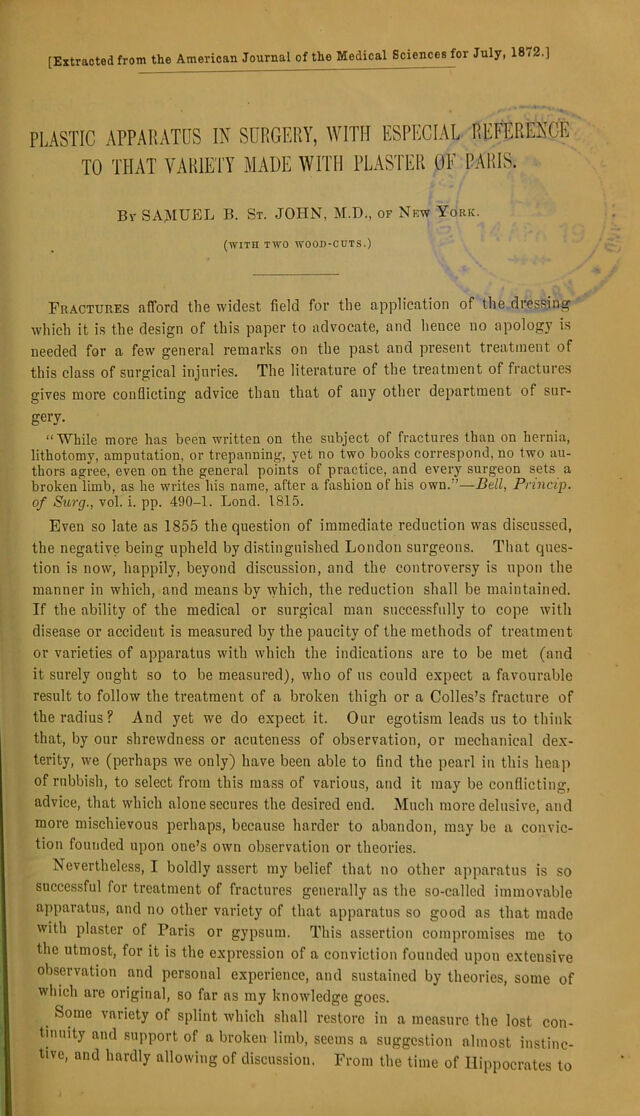 [Extracted from the American Journal of the Medical Sciences for July, 1872.]
PLASTIC APPARATUS IN SURGERY, WITH ESPECIAL REFERENCE
TO THAT VARIETY MADE WITH PLASTER OF PARIS.
By SAMUEL B. St. JOHN, M.D., of New York.
(WITH TWO WOOD-CUTS.)
Fractures afford the widest field for the application of the dressing
which it is the design of this paper to advocate, and hence no apology is
needed for a few general remarks on the past and present treatment of
this class of surgical injuries. The literature of the treatment of fractures
gives more conflicting advice than that of any other department of sur-
gery.
“While more has been written on the subject of fractures than on hernia,
lithotomy, amputation, or trepanning, yet no two books correspond, no two au-
thors agree, even on the general points of practice, and every surgeon sets a
broken limb, as he writes his name, after a fashion of his own.”—Bell, Princip.
of Surg., vol. i. pp. 490-1. Lond. 1815.
Even so late as 1855 the question of immediate reduction was discussed,
the negative being upheld by distinguished London surgeons. That ques-
tion is now, happily, beyond discussion, and the controversy is upon the
manner in which, and means by which, the reduction shall be maintained.
If the ability of the medical or surgical man successfully to cope with
disease or accident is measured by the paucity of the methods of treatment
or varieties of apparatus with which the indications are to be met (and
it surely ought so to be measured), who of us could expect a favourable
result to follow the treatment of a broken thigh or a Colles’s fracture of
the radius? And yet we do expect it. Our egotism leads us to think
that, by our shrewdness or acuteness of observation, or mechanical dex-
terity, we (perhaps we only) have been able to find the pearl in this heap
of rubbish, to select from this mass of various, and it may be conflicting,
advice, that which alone secures the desired end. Much more delusive, and
more mischievous perhaps, because harder to abandon, may be a convic-
tion founded upon one’s own observation or theories.
Nevertheless, I boldly assert my belief that no other apparatus is so
successful for treatment of fractures generally as the so-called immovable
apparatus, and no other variety of that apparatus so good as that made
with plaster of Paris or gypsum. This assertion compromises me to
the utmost, for it is the expression of a conviction founded upon extensive
observation and personal experience, and sustained by theories, some of
which are original, so far as my knowledge goes.
Some variety of splint which shall restore in a measure the lost con-
tinuity and support of a broken limb, seems a suggestion almost instinc-
tive, and hardly allowing of discussion. From the time of Hippocrates to
14 APR 19